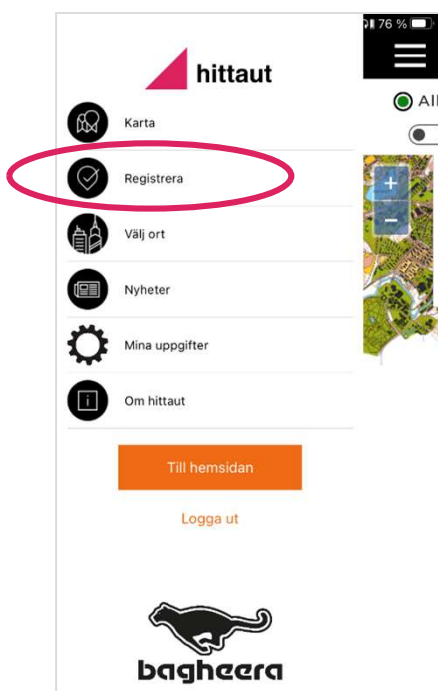 76 %
hittaut
All
Karta
Registrera
+
Välj ort
−
Nyheter
Mina uppgifter
i
Om hittaut
Till hemsidan
Logga ut
bagheera